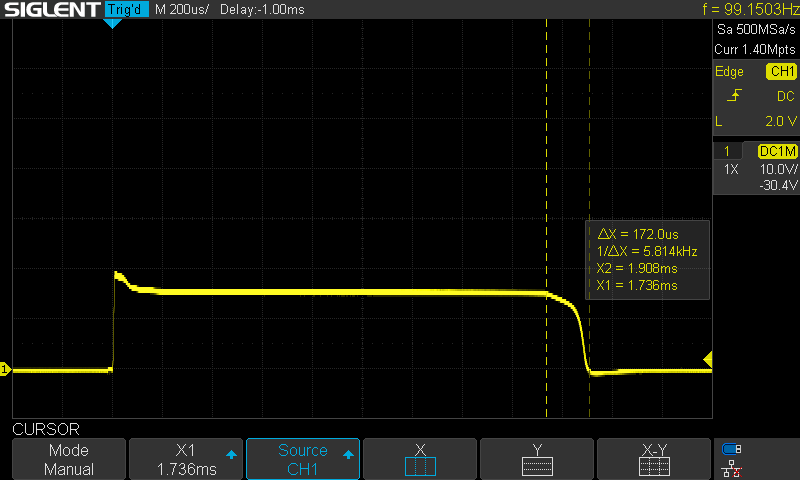 SIGLENT Trig'd M 200us/ Delay:-1.00ms f = 99.1503Hz
Sa 500MSa/s
Curr 1.40Mpts
Edge CH1
DC
L 2.0 V
1 DC1M
1X 10.0V/
-30.4V
ΔX = 172.0us
1/ΔX = 5.814kHz
X2 = 1.908ms
X1 = 1.736ms
1
CURSOR
Mode
Manual
X1
1.736ms
Source
CH1
X
Y
X-Y